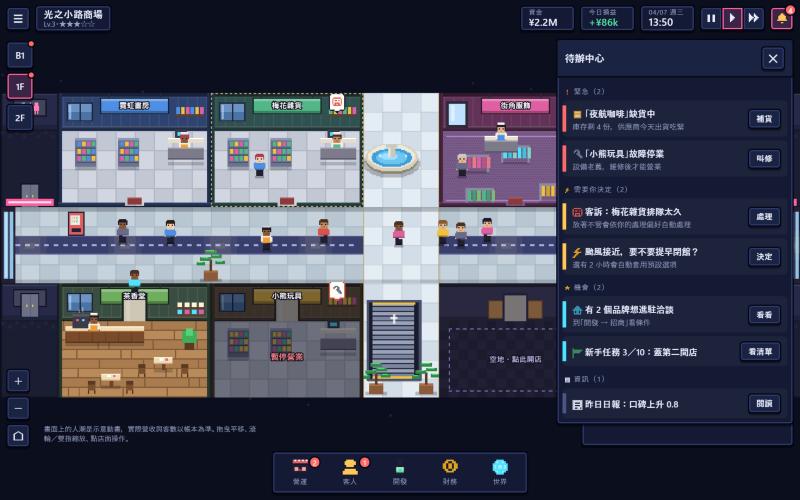 光之小路商場
Lv.3·★★★☆☆
資金
¥2.2M
今日損益
+¥86k
04/07 週三
13:50
4
B1
1F
2F
霓虹書房
梅花雜貨
街角服飾
茶香堂
小熊玩具
暫停營業
空地·點此開店
待辦中心
緊急（2）
「夜航咖啡」缺貨中
庫存剩 4 份，供應商今天出貨吃緊
補貨
「小熊玩具」故障停業
設備老舊，維修後才能營業
叫修
需要你決定（2）
客訴：梅花雜貨排隊太久
放著不管會依你的處理偏好自動處理
處理
颱風接近，要不要提早閉館？
還有 2 小時會自動套用預設選項
決定
機會（2）
有 2 個品牌想進駐洽談
到「開發 → 招商」看條件
看看
新手任務 3／10：蓋第二間店
看清單
資訊（1）
昨日日報：口碑上升 0.8
閱讀
畫面上的人潮是示意動畫，實際營收與客數以帳本為準。拖曳平移、滾
輪／雙指縮放、點店面操作。
營運
2
客人
1
開發
財務
世界